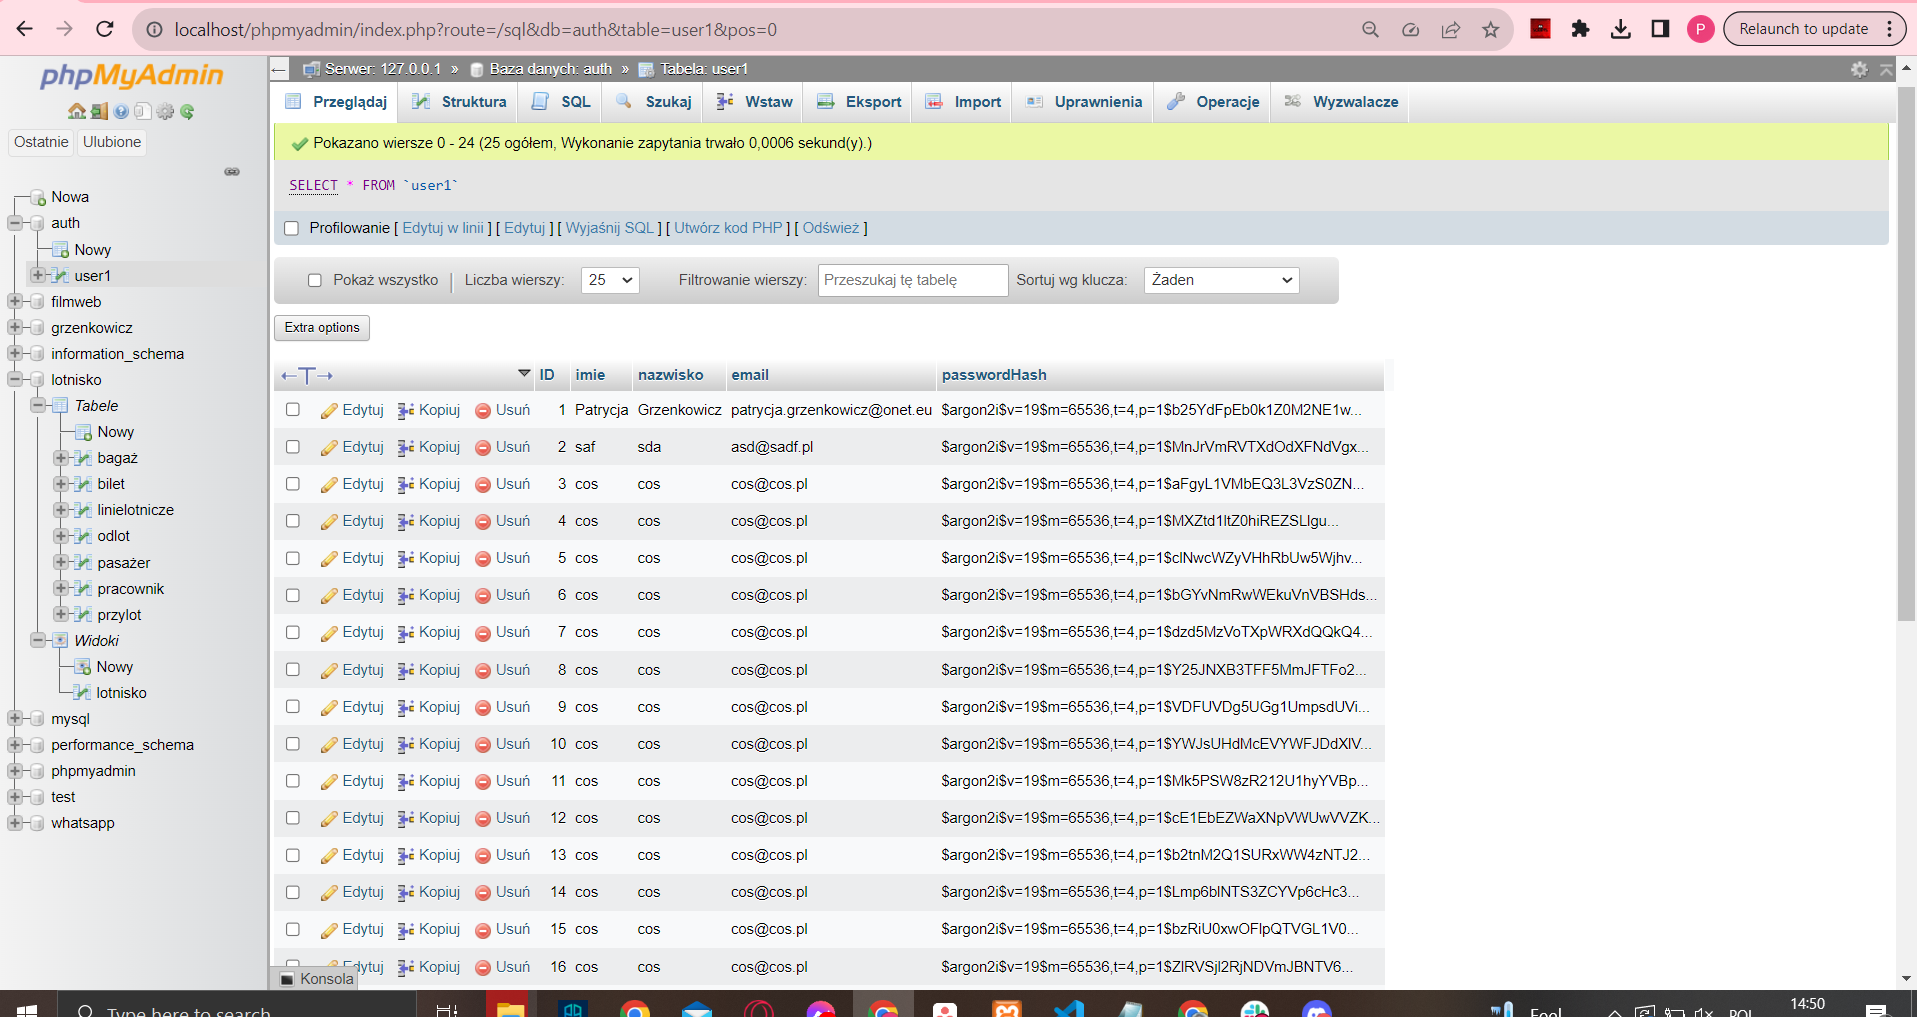 localhost/phpmyadmin/index.php?route=/sql&db=auth&table=user1&pos=0
P
Relaunch to update
phpMyAdmin
Ostatnie
Ulubione
Nowa
auth
Nowy
user1
filmweb
grzenkowicz
information_schema
lotnisko
Tabele
Nowy
bagaż
bilet
linielotnicze
odlot
pasażer
pracownik
przylot
Widoki
Nowy
lotnisko
mysql
performance_schema
phpmyadmin
test
whatsapp
Serwer: 127.0.0.1 » Baza danych: auth » Tabela: user1
Przeglądaj Struktura SQL Szukaj Wstaw Eksport Import Uprawnienia Operacje Wyzwalacze
Pokazano wiersze 0 - 24 (25 ogółem, Wykonanie zapytania trwało 0,0006 sekund(y).)
SELECT * FROM `user1`
Profilowanie [ Edytuj w linii ] [ Edytuj ] [ Wyjaśnij SQL ] [ Utwórz kod PHP ] [ Odśwież ]
Pokaż wszystko Liczba wierszy: 25 Filtrowanie wierszy: Przeszukaj tę tabelę Sortuj wg klucza: Żaden
Extra options
←T→ ID imie nazwisko email passwordHash
Edytuj Kopiuj Usuń 1 Patrycja Grzenkowicz patrycja.grzenkowicz@onet.eu $argon2i$v=19$m=65536,t=4,p=1$b25YdFpEb0k1Z0M2NE1w...
Edytuj Kopiuj Usuń 2 saf sda asd@sadf.pl $argon2i$v=19$m=65536,t=4,p=1$MnJrVmRVTXdOdXFNdVgx...
Edytuj Kopiuj Usuń 3 cos cos cos@cos.pl $argon2i$v=19$m=65536,t=4,p=1$aFgyL1VMbEQ3L3VzS0ZN...
Edytuj Kopiuj Usuń 4 cos cos cos@cos.pl $argon2i$v=19$m=65536,t=4,p=1$MXZtd1ltZ0hiREZSLlgu...
Edytuj Kopiuj Usuń 5 cos cos cos@cos.pl $argon2i$v=19$m=65536,t=4,p=1$clNwcWZyVHhRbUw5Wjhv...
Edytuj Kopiuj Usuń 6 cos cos cos@cos.pl $argon2i$v=19$m=65536,t=4,p=1$bGYvNmRwWEkuVnVBSHds...
Edytuj Kopiuj Usuń 7 cos cos cos@cos.pl $argon2i$v=19$m=65536,t=4,p=1$dzd5MzVoTXpWRXdQQkQ4...
Edytuj Kopiuj Usuń 8 cos cos cos@cos.pl $argon2i$v=19$m=65536,t=4,p=1$Y25JNXB3TFF5MmJFTFo2...
Edytuj Kopiuj Usuń 9 cos cos cos@cos.pl $argon2i$v=19$m=65536,t=4,p=1$VDFUVDg5UGg1UmpsdUVi...
Edytuj Kopiuj Usuń 10 cos cos cos@cos.pl $argon2i$v=19$m=65536,t=4,p=1$YWJsUHdMcEVYWFJDdXlV...
Edytuj Kopiuj Usuń 11 cos cos cos@cos.pl $argon2i$v=19$m=65536,t=4,p=1$Mk5PSW8zR212U1hyYVBp...
Edytuj Kopiuj Usuń 12 cos cos cos@cos.pl $argon2i$v=19$m=65536,t=4,p=1$cE1EbEZWaXNpVWUwVVZK...
Edytuj Kopiuj Usuń 13 cos cos cos@cos.pl $argon2i$v=19$m=65536,t=4,p=1$b2tnM2Q1SURxWW4zNTJ2...
Edytuj Kopiuj Usuń 14 cos cos cos@cos.pl $argon2i$v=19$m=65536,t=4,p=1$Lmp6blNTS3ZCYVp6cHc3...
Edytuj Kopiuj Usuń 15 cos cos cos@cos.pl $argon2i$v=19$m=65536,t=4,p=1$bzRiU0xwOFlpQTVGL1V0...
Edytuj Kopiuj Usuń 16 cos cos cos@cos.pl $argon2i$v=19$m=65536,t=4,p=1$ZlRVSjl2RjNDVmJBNTV6...
Konsola
Type here to search
14:50